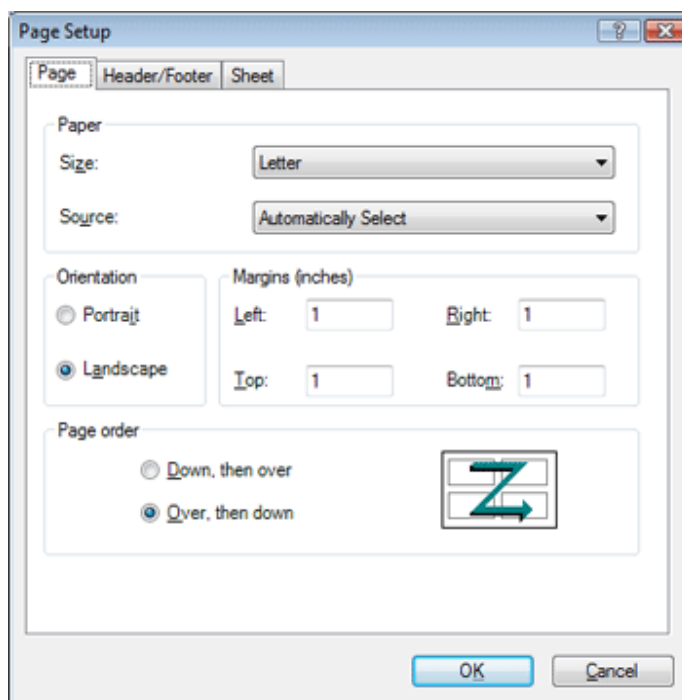 Page Setup
Page Header/Footer Sheet
Paper
Size: Letter
Source: Automatically Select
Orientation Margins (inches)
Portrait Left: 1 Right: 1
Landscape Top: 1 Bottom: 1
Page order
Down, then over
Over, then down
OK Cancel